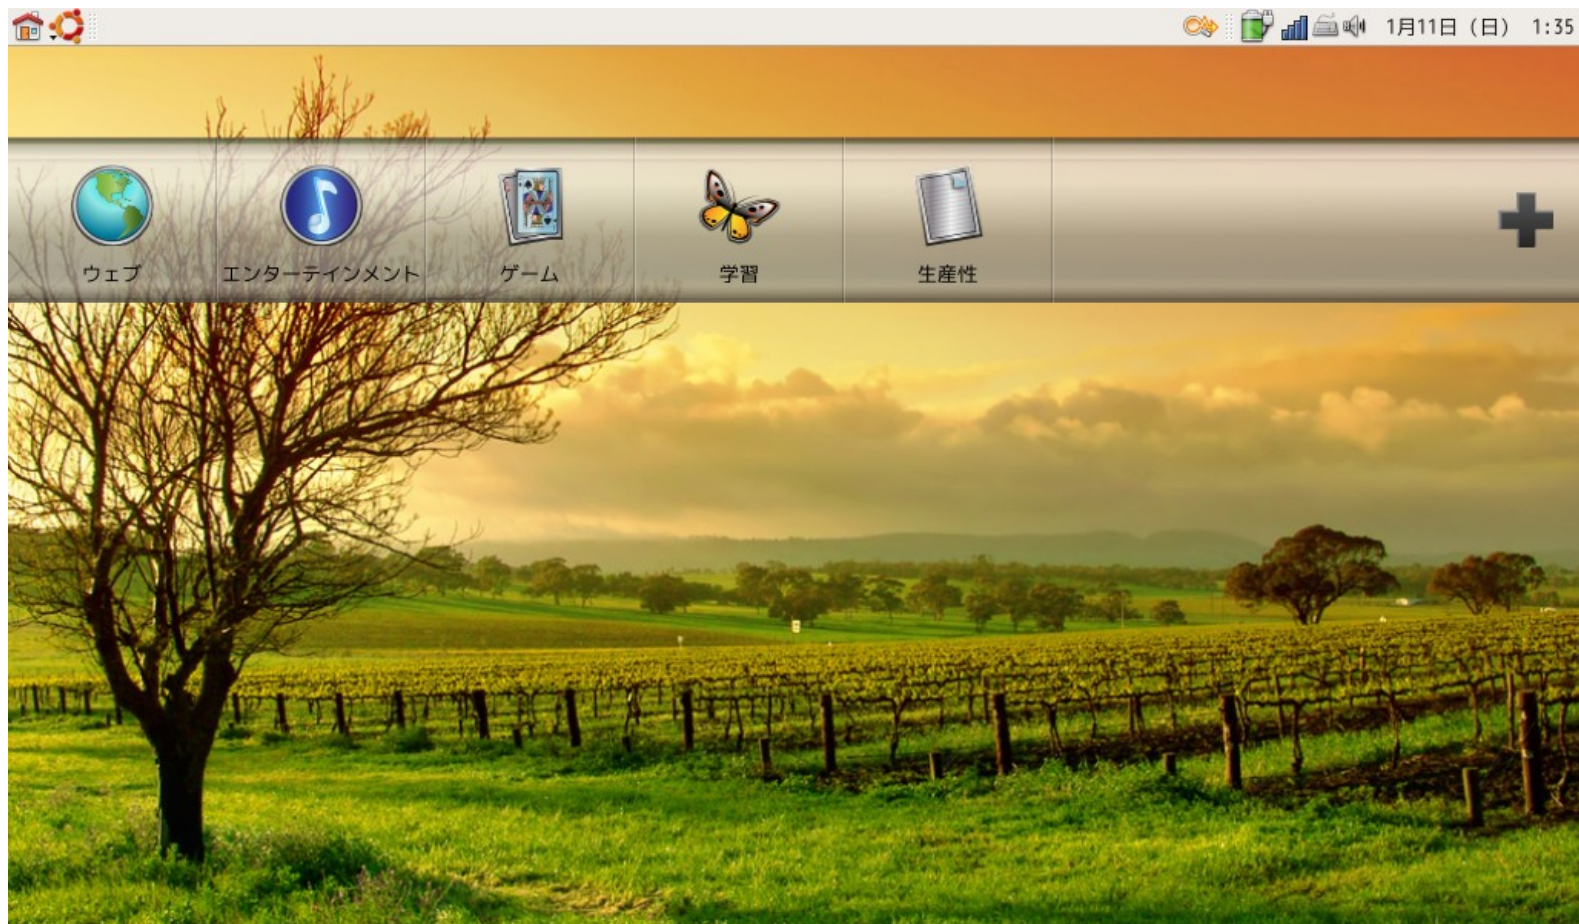 1月11日（日） 1:35
ウェブ
エンターテインメント
ゲーム
学習
生産性